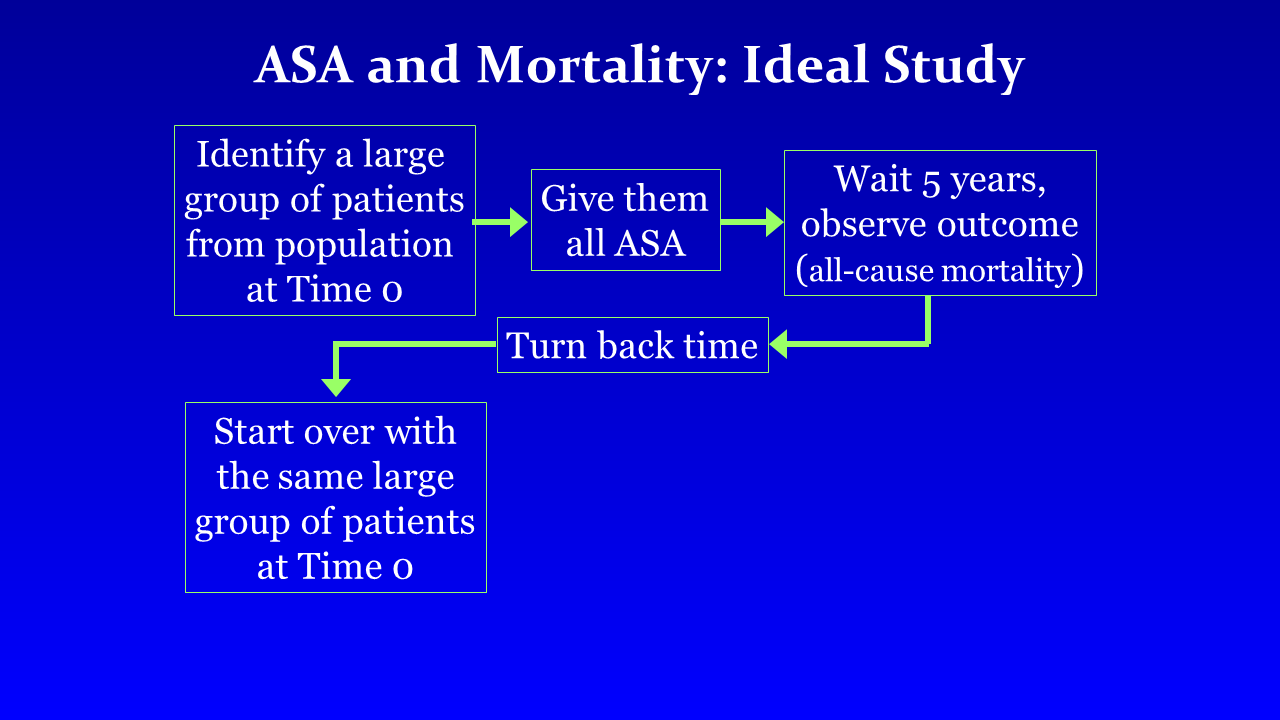 ASA and Mortality: Ideal Study
Identify a large
group of patients
from population
at Time 0
Give them
all ASA
Wait 5 years,
observe outcome
(all-cause mortality)
Turn back time
Start over with
the same large
group of patients
at Time 0